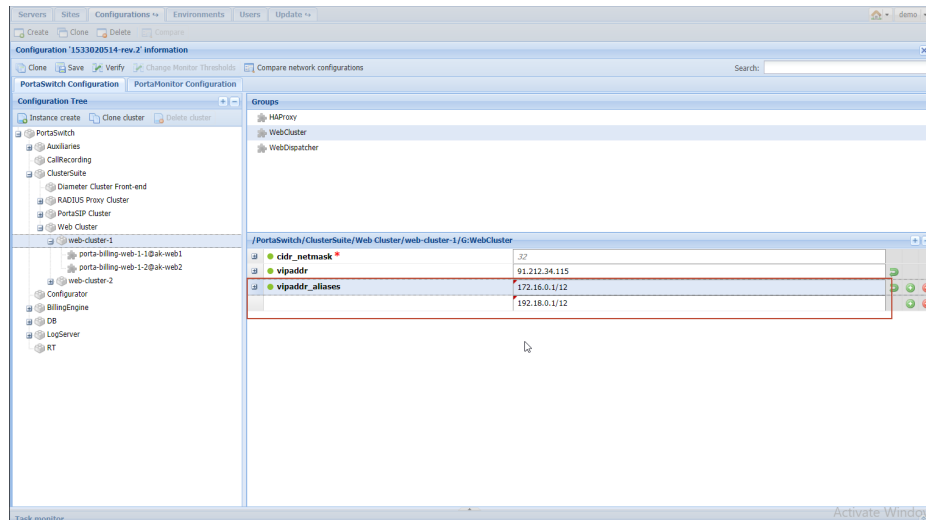 Servers Sites Configurations Environments Users Update demo
Create Clone Delete Compare
Configuration '1533020514-rev.2' information
Clone Save Verify Change Monitor Thresholds Compare network configurations Search:
PortaSwitch Configuration PortaMonitor Configuration
Configuration Tree
Instance create Clone cluster Delete cluster
PortaSwitch
Auxiliaries
CallRecording
ClusterSuite
Diameter Cluster Front-end
RADIUS Proxy Cluster
PortaSIP Cluster
Web Cluster
web-cluster-1
porta-billing-web-1-1@ak-web1
porta-billing-web-1-2@ak-web2
web-cluster-2
Configurator
BillingEngine
DB
LogServer
RT
Groups
HAProxy
WebCluster
WebDispatcher
/PortaSwitch/ClusterSuite/Web Cluster/web-cluster-1/G:WebCluster
cidr_netmask * 32
vipaddr 91.212.34.115
vipaddr_aliases 172.16.0.1/12
192.18.0.1/12
Task monitor
Activate Windo